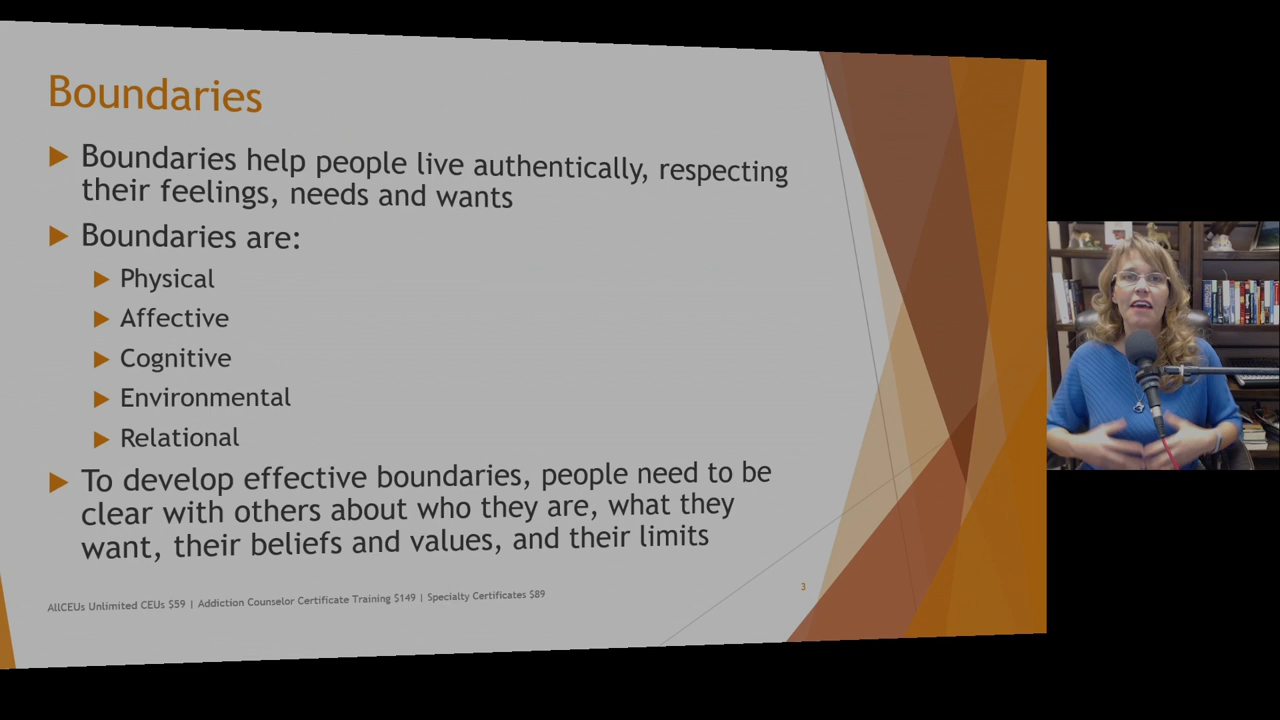 Boundaries
Boundaries help people live authentically, respecting
their feelings, needs and wants
Boundaries are:
Physical
Affective
Cognitive
Environmental
Relational
To develop effective boundaries, people need to be
clear with others about who they are, what they
want, their beliefs and values, and their limits
3
AllCEUs Unlimited CEUs $59 | Addiction Counselor Certificate Training $149 | Specialty Certificates $89